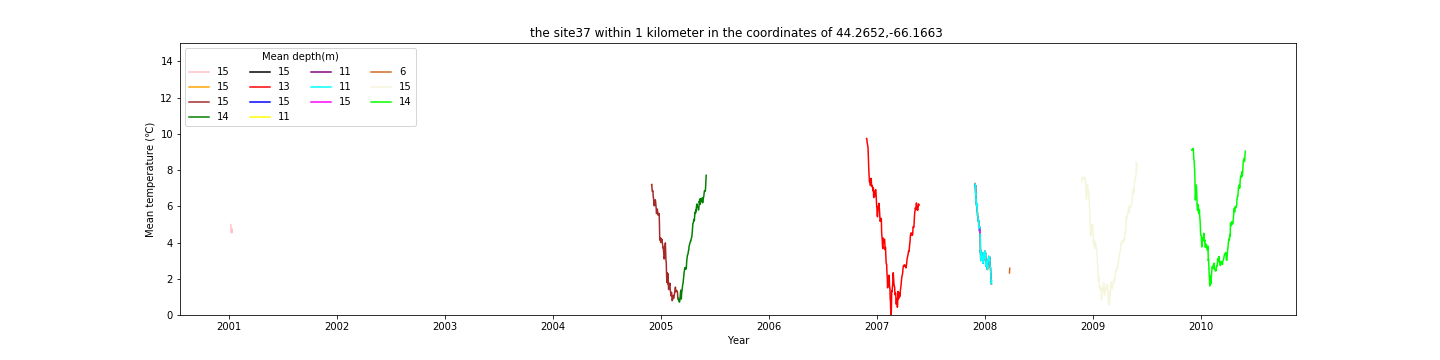 the site37 within 1 kilometer in the coordinates of 44.2652,-66.1663
Mean depth(m)
15 15 11 6
15 13 11 15
15 15 15 14
14 11
14
12
10
8
6
4
2
0
Mean temperature (℃)
2001 2002 2003 2004 2005 2006 2007 2008 2009 2010
Year